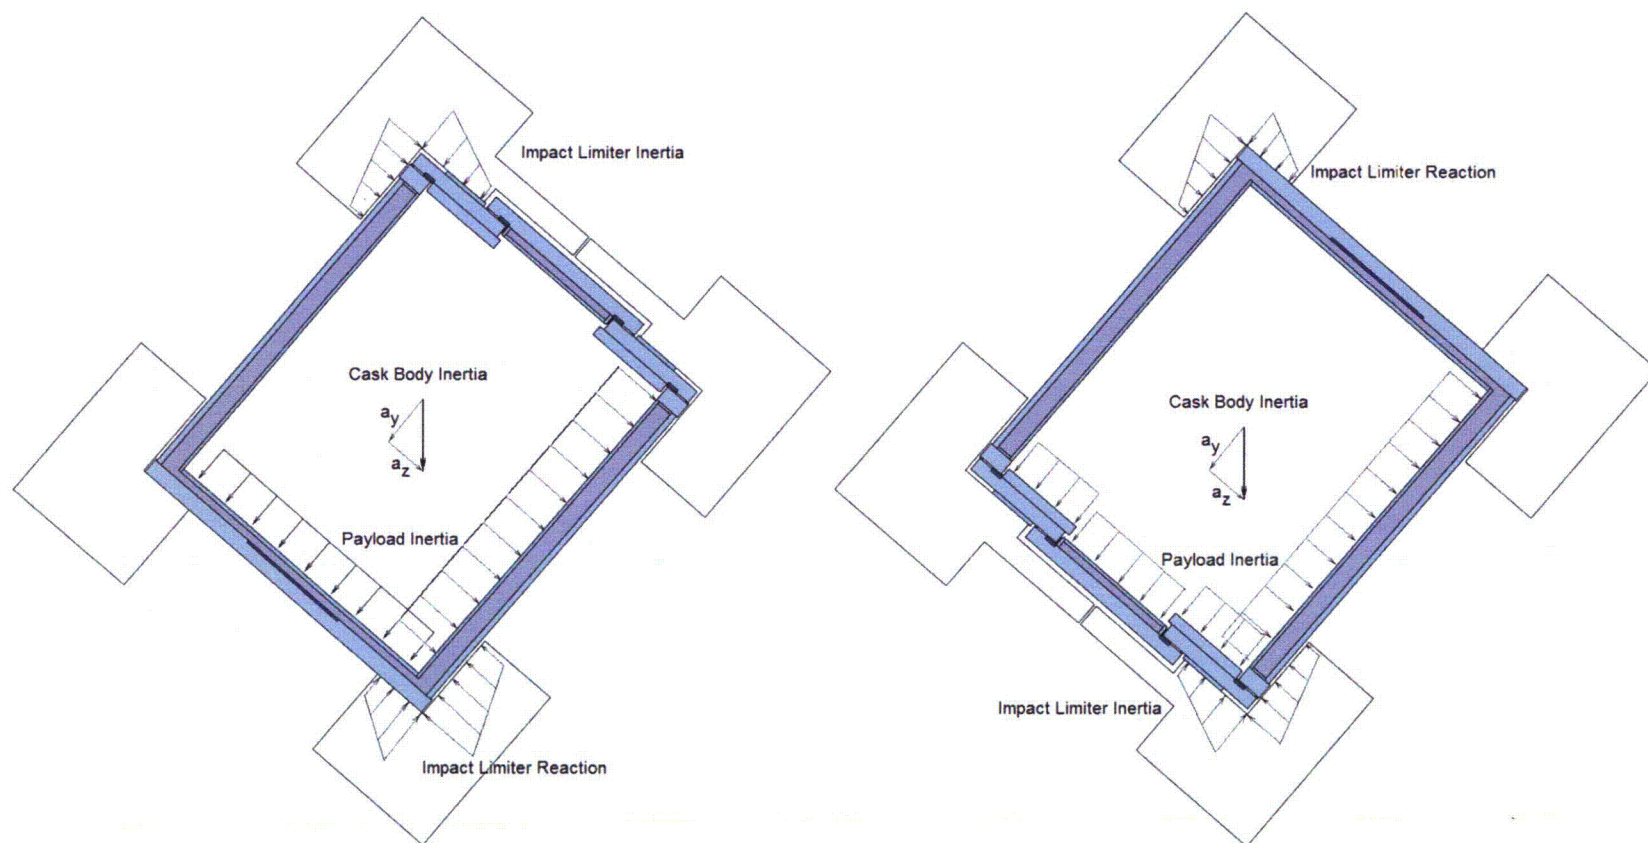 Impact Limiter Inertia
Cask Body Inertia
ay
az
Payload Inertia
Impact Limiter Reaction
Impact Limiter Reaction
Cask Body Inertia
ay
az
Payload Inertia
Impact Limiter Inertia